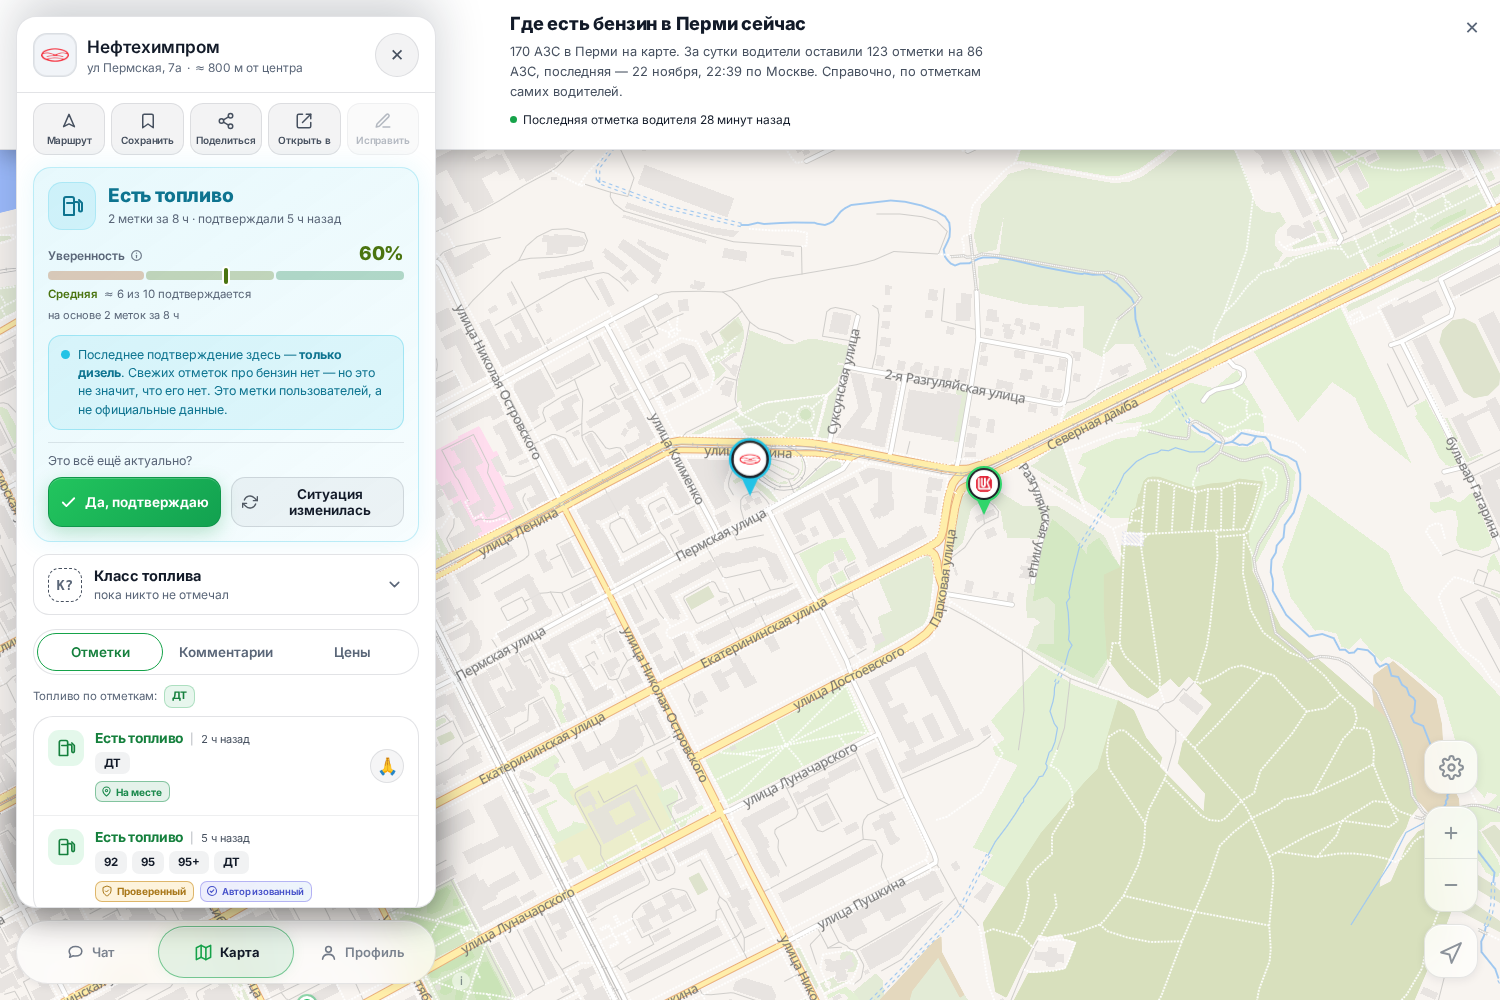 Нефтехимпром
ул Пермская, 7а · ≈ 800 м от центра
Маршрут
Сохранить
Поделиться
Открыть в
Исправить
Есть топливо
2 метки за 8 ч · подтверждали 5 ч назад
Уверенность
60%
Средняя ≈ 6 из 10 подтверждается
на основе 2 меток за 8 ч
Последнее подтверждение здесь — только
дизель. Свежих отметок про бензин нет — но это
не значит, что его нет. Это метки пользователей, а
не официальные данные.
Это всё ещё актуально?
Да, подтверждаю
Ситуация
изменилась
K?
Класс топлива
пока никто не отмечал
Отметки
Комментарии
Цены
Топливо по отметкам: ДТ
Есть топливо | 2 ч назад
ДТ
На месте
Есть топливо | 5 ч назад
92 95 95+ ДТ
Проверенный
Авторизованный
Чат
Карта
Профиль
Где есть бензин в Перми сейчас
170 АЗС в Перми на карте. За сутки водители оставили 123 отметки на 86
АЗС, последняя — 22 ноября, 22:39 по Москве. Справочно, по отметкам
самих водителей.
Последняя отметка водителя 28 минут назад
улица Николая Островского
улица Клименко
Суксунская улица
2-я Разгуляйская улица
Северная дамба
Разгуляйская улица
бульвар Гагарина
улица Ленина
Пермская улица
Парковая улица
Пермская улица
Екатерининская улица
улица Достоевского
улица Николая Островского
Екатерининская улица
улица Луначарского
улица Луначарского
улица Пушкина
i